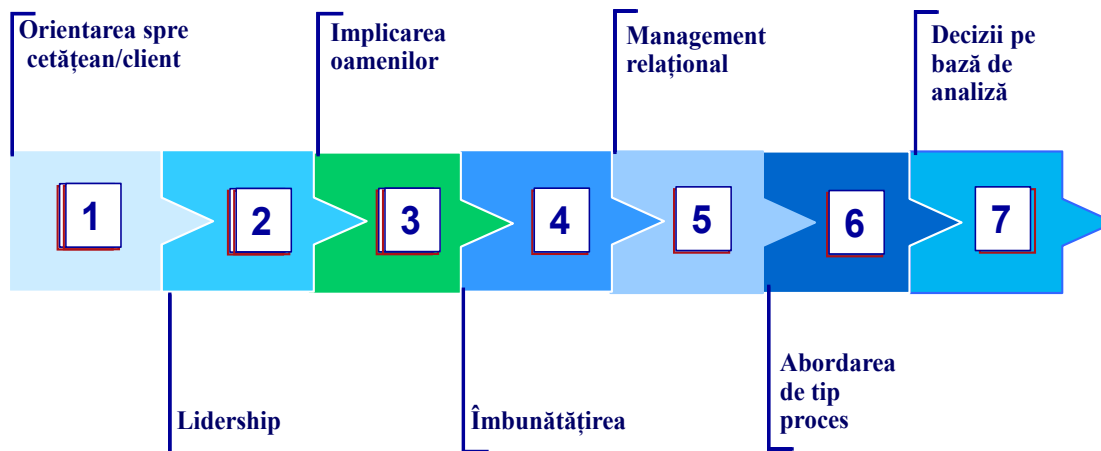 Orientarea spre
cetățean/client
Implicarea
oamenilor
Management
relațional
Decizii pe
bază de
analiză
1
2
3
4
5
6
7
Lidership
Îmbunătățirea
Abordarea
de tip
proces